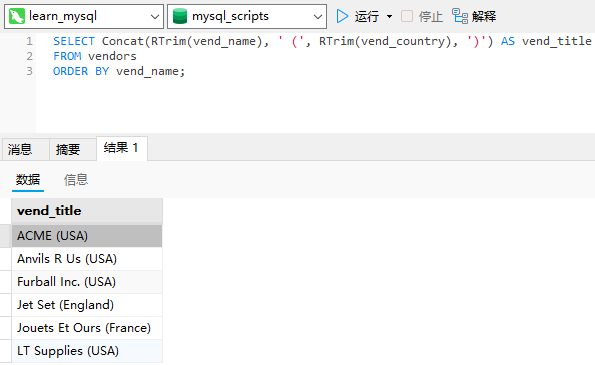 learn_mysql mysql_scripts 运行 停止 解释
1 SELECT Concat(RTrim(vend_name), ' (', RTrim(vend_country), ')') AS vend_title
2 FROM vendors
3 ORDER BY vend_name;
消息 摘要 结果 1
数据 信息
vend_title
ACME (USA)
Anvils R Us (USA)
Furball Inc. (USA)
Jet Set (England)
Jouets Et Ours (France)
LT Supplies (USA)